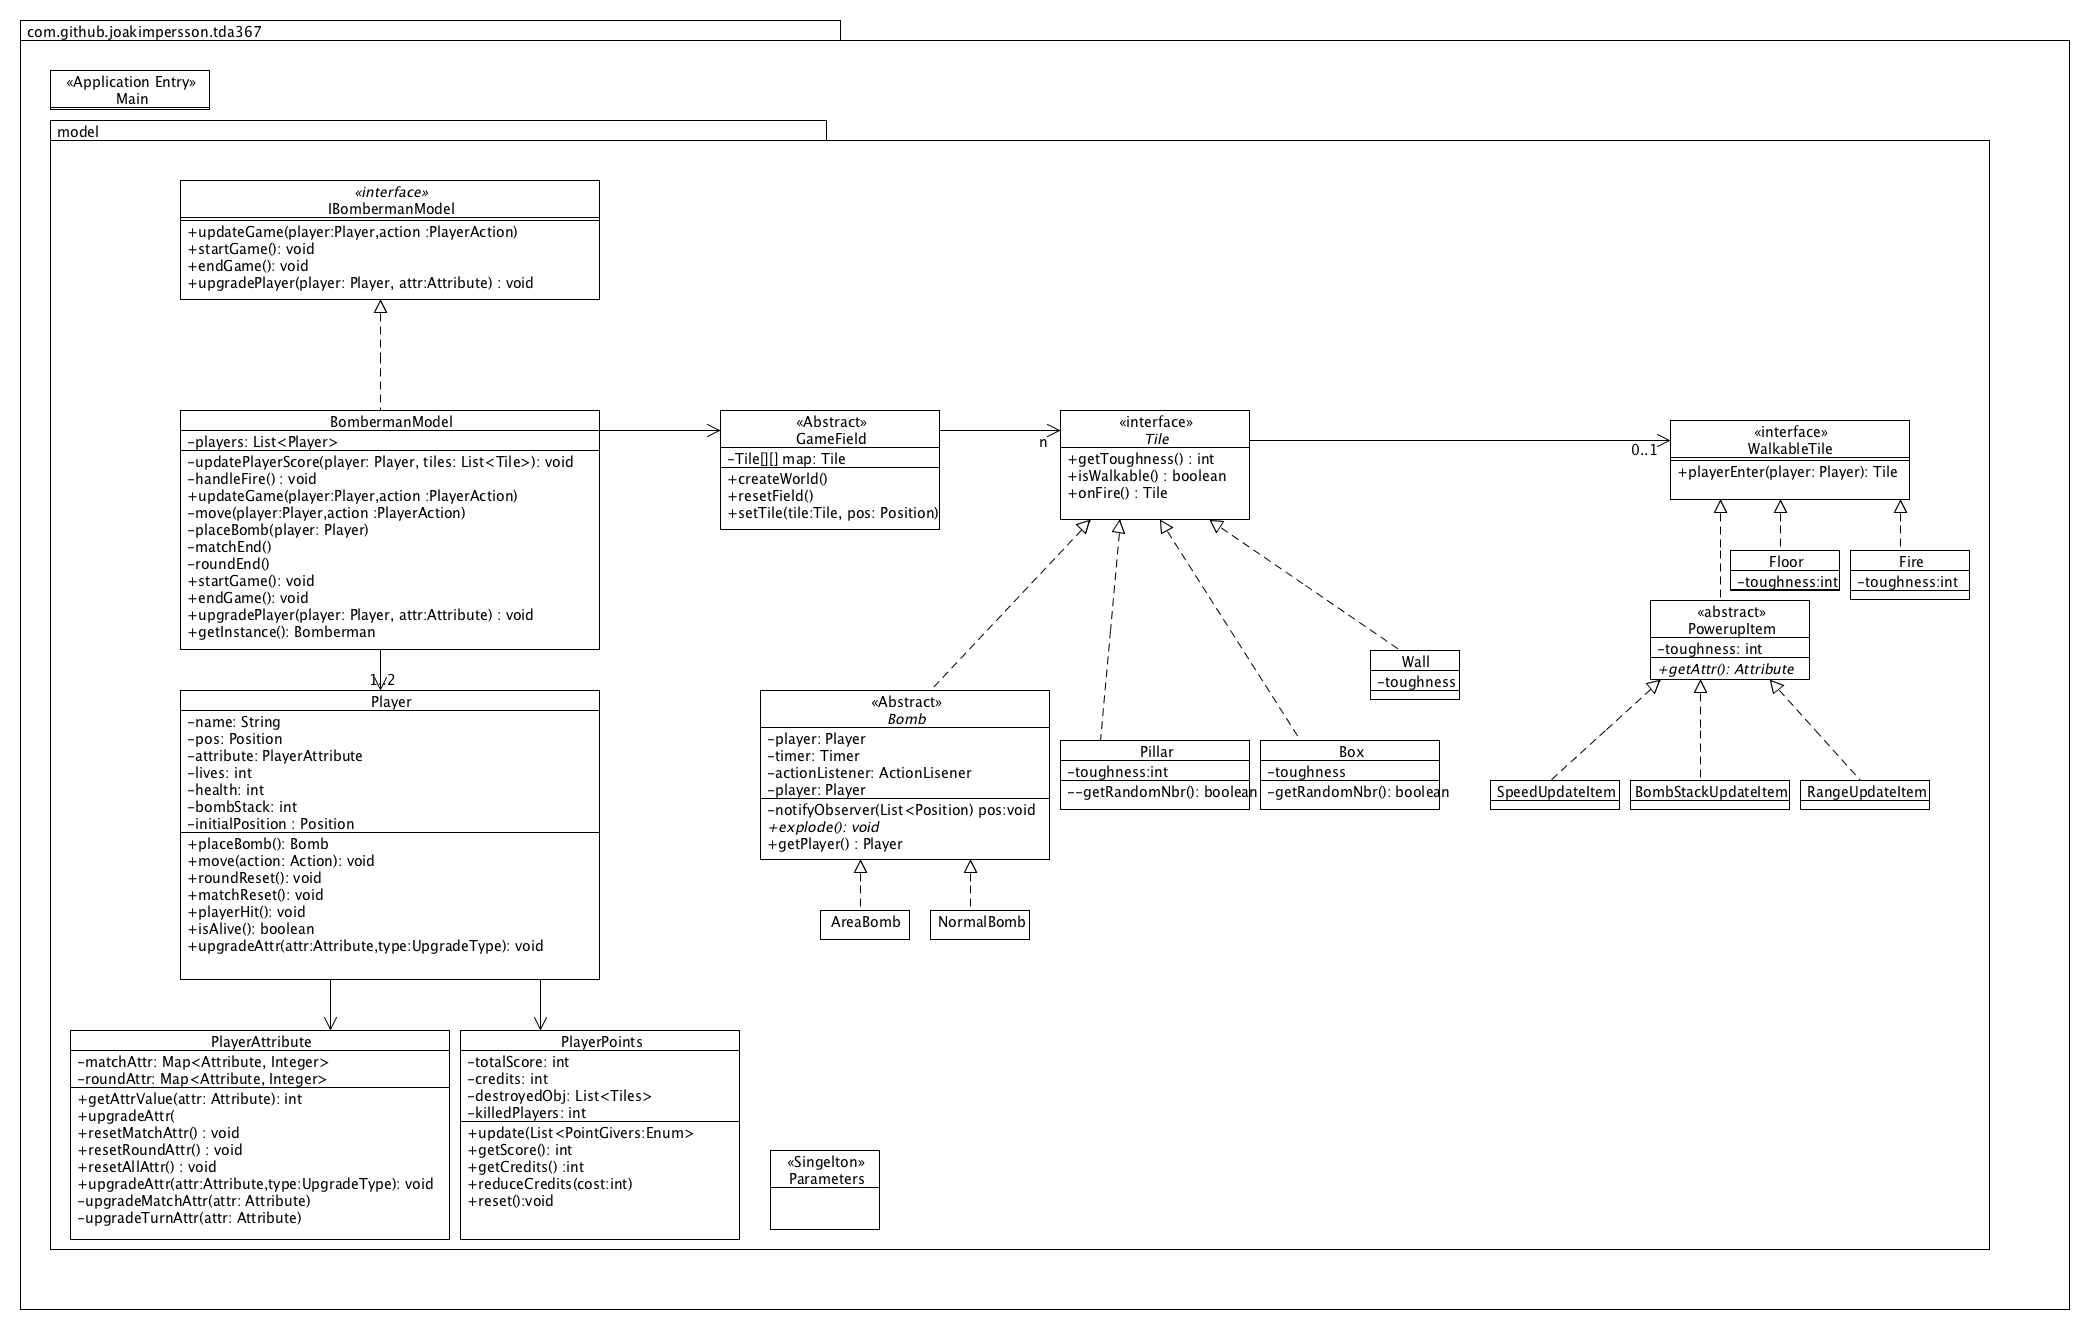 com.github.joakimpersson.tda367
«Application Entry»
Main
model
«interface»
IBombermanModel
+updateGame(player:Player,action :PlayerAction)
+startGame(): void
+endGame(): void
+upgradePlayer(player: Player, attr:Attribute) : void
BombermanModel
-players: List<Player>
-updatePlayerScore(player: Player, tiles: List<Tile>): void
-handleFire() : void
+updateGame(player:Player,action :PlayerAction)
-move(player:Player,action :PlayerAction)
-placeBomb(player: Player)
-matchEnd()
-roundEnd()
+startGame(): void
+endGame(): void
+upgradePlayer(player: Player, attr:Attribute) : void
+getInstance(): Bomberman
«Abstract»
GameField
-Tile[][] map: Tile
+createWorld()
+resetField()
+setTile(tile:Tile, pos: Position)
n
«interface»
Tile
+getToughness() : int
+isWalkable() : boolean
+onFire() : Tile
0..1
«interface»
WalkableTile
+playerEnter(player: Player): Tile
Floor
-toughness:int
Fire
-toughness:int
«abstract»
PowerupItem
-toughness: int
+getAttr(): Attribute
SpeedUpdateItem
BombStackUpdateItem
RangeUpdateItem
Wall
-toughness
1..2
Player
-name: String
-pos: Position
-attribute: PlayerAttribute
-lives: int
-health: int
-bombStack: int
-initialPosition : Position
+placeBomb(): Bomb
+move(action: Action): void
+roundReset(): void
+matchReset(): void
+playerHit(): void
+isAlive(): boolean
+upgradeAttr(attr:Attribute,type:UpgradeType): void
«Abstract»
Bomb
-player: Player
-timer: Timer
-actionListener: ActionLisener
-player: Player
-notifyObserver(List<Position) pos:void
+explode(): void
+getPlayer() : Player
Pillar
-toughness:int
--getRandomNbr(): boolean
Box
-toughness
-getRandomNbr(): boolean
AreaBomb
NormalBomb
PlayerAttribute
-matchAttr: Map<Attribute, Integer>
-roundAttr: Map<Attribute, Integer>
+getAttrValue(attr: Attribute): int
+upgradeAttr(
+resetMatchAttr() : void
+resetRoundAttr() : void
+resetAllAttr() : void
+upgradeAttr(attr:Attribute,type:UpgradeType): void
-upgradeMatchAttr(attr: Attribute)
-upgradeTurnAttr(attr: Attribute)
PlayerPoints
-totalScore: int
-credits: int
-destroyedObj: List<Tiles>
-killedPlayers: int
+update(List<PointGivers:Enum>
+getScore(): int
+getCredits() :int
+reduceCredits(cost:int)
+reset():void
«Singelton»
Parameters